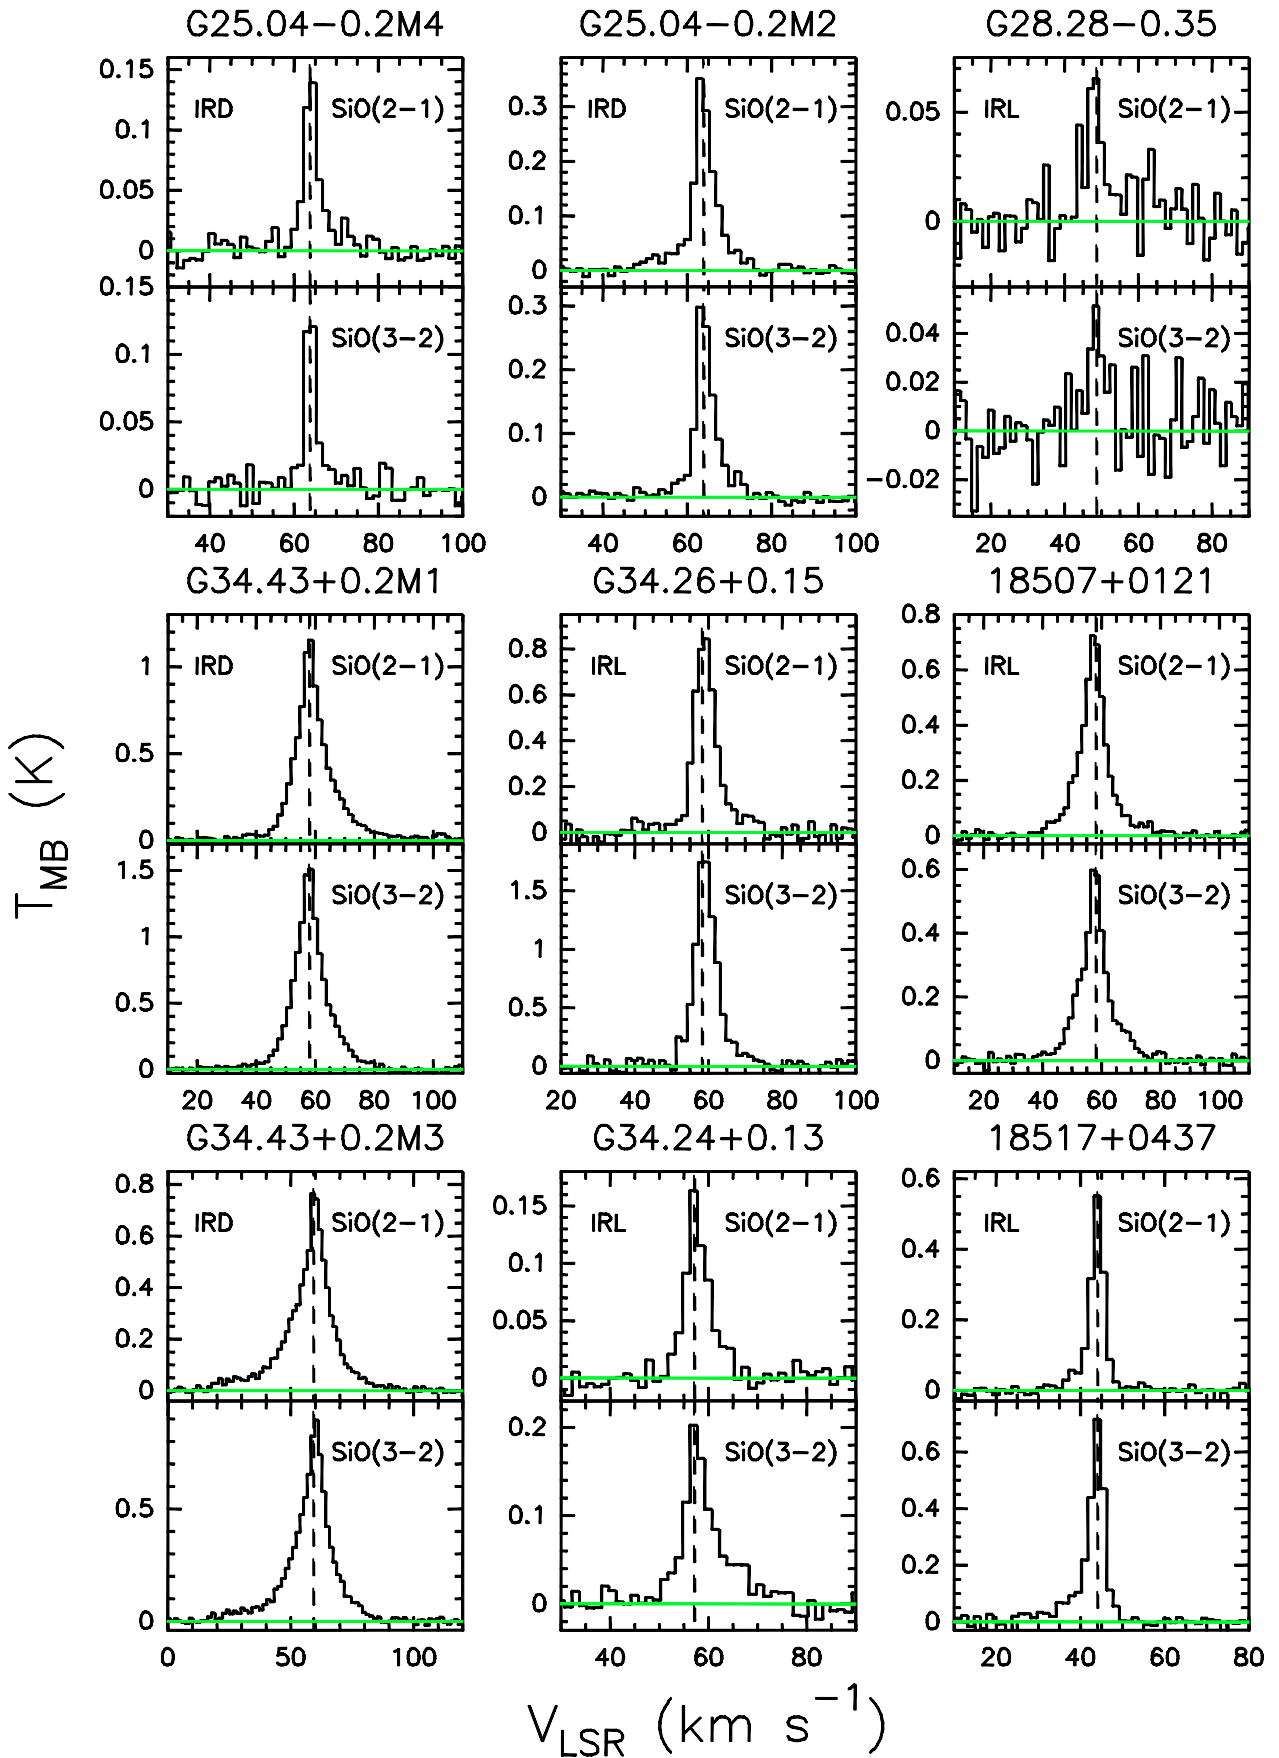 G25.04−0.2M4 G25.04−0.2M2 G28.28−0.35
IRD SiO(2−1) IRD SiO(2−1) IRL SiO(2−1)
0.15 0.1 0.05 0
0.3 0.2 0.1 0
0.05 0
SiO(3−2) SiO(3−2) SiO(3−2)
0.15 0.1 0.05 0
0.3 0.2 0.1 0
0.04 0.02 0 −0.02
40 60 80 100 40 60 80 100 20 40 60 80
G34.43+0.2M1 G34.26+0.15 18507+0121
IRD SiO(2−1) IRL SiO(2−1) IRL SiO(2−1)
1 0.5 0
0.8 0.6 0.4 0.2 0
0.8 0.6 0.4 0.2 0
SiO(3−2) SiO(3−2) SiO(3−2)
1.5 1 0.5 0
1.5 1 0.5 0
0.6 0.4 0.2 0
20 40 60 80 100 20 40 60 80 100 20 40 60 80 100
G34.43+0.2M3 G34.24+0.13 18517+0437
IRD SiO(2−1) IRL SiO(2−1) IRL SiO(2−1)
0.8 0.6 0.4 0.2 0
0.15 0.1 0.05 0
0.6 0.4 0.2 0
SiO(3−2) SiO(3−2) SiO(3−2)
0.5 0
0.2 0.1 0
0.6 0.4 0.2 0
0 50 100 40 60 80 20 40 60 80
T_MB (K)
V_LSR (km s^−1)